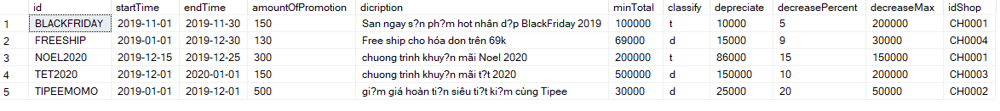 id startTime endTime amountOfPromotion dicription minTotal classify depreciate decreasePercent decreaseMax idShop
1 BLACKFRIDAY 2019-11-01 2019-11-30 150 San ngay s?n ph?m hot nhân d?p BlackFriday 2019 100000 t 10000 5 200000 CH0001
2 FREESHIP 2019-01-01 2019-12-30 130 Free ship cho hóa don trên 69k 69000 d 15000 9 30000 CH0004
3 NOEL2020 2019-12-15 2019-12-25 300 chuong trình khuy?n mãi Noel 2020 200000 t 86000 15 150000 CH0001
4 TET2020 2019-12-12 2020-01-01 150 chuong trình khuy?n mãi t?t 2020 500000 d 150000 10 200000 CH0003
5 TIPEEMOMO 2019-01-01 2019-12-01 500 gi?m giá hoàn ti?n siêu ti?t ki?m cùng Tipee 30000 d 25000 20 50000 CH0002